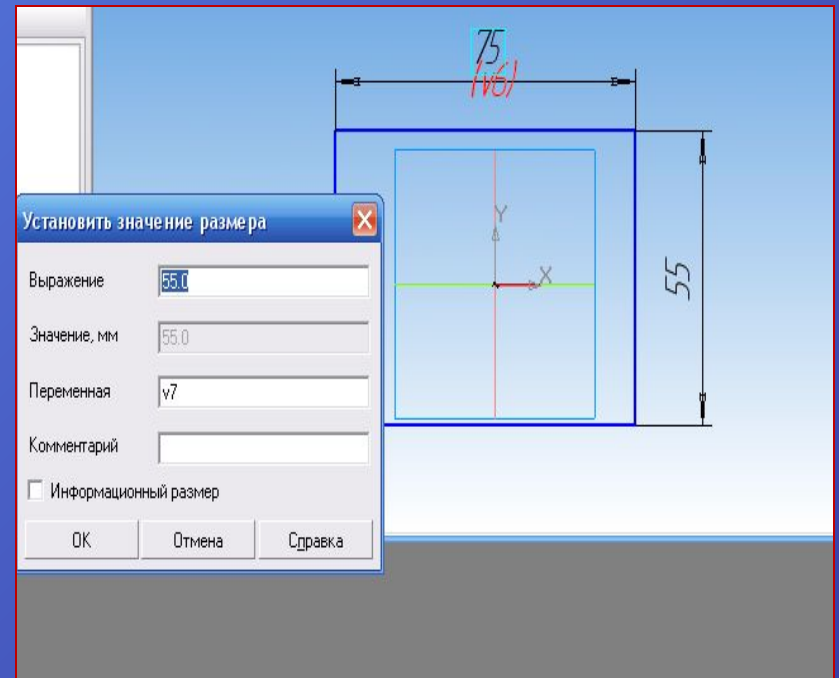 75
(v6)
Y
X
55
Установить значение размера
Выражение
55.0
Значение, мм
55.0
Переменная
v7
Комментарий
Информационный размер
OK
Отмена
Справка